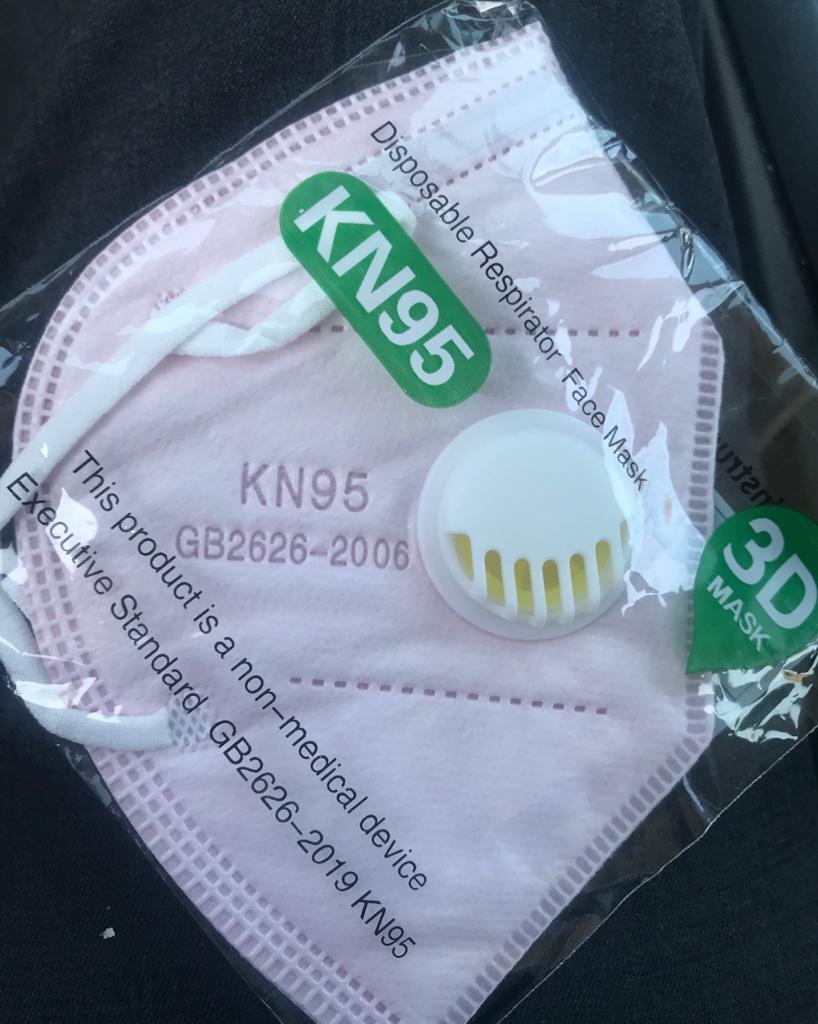 Disposable Respirator Face Mask
KN95
KN95
GB2626-2006
3D
MASK
This product is a non-medical device
Executive Standard GB2626-2019 KN95